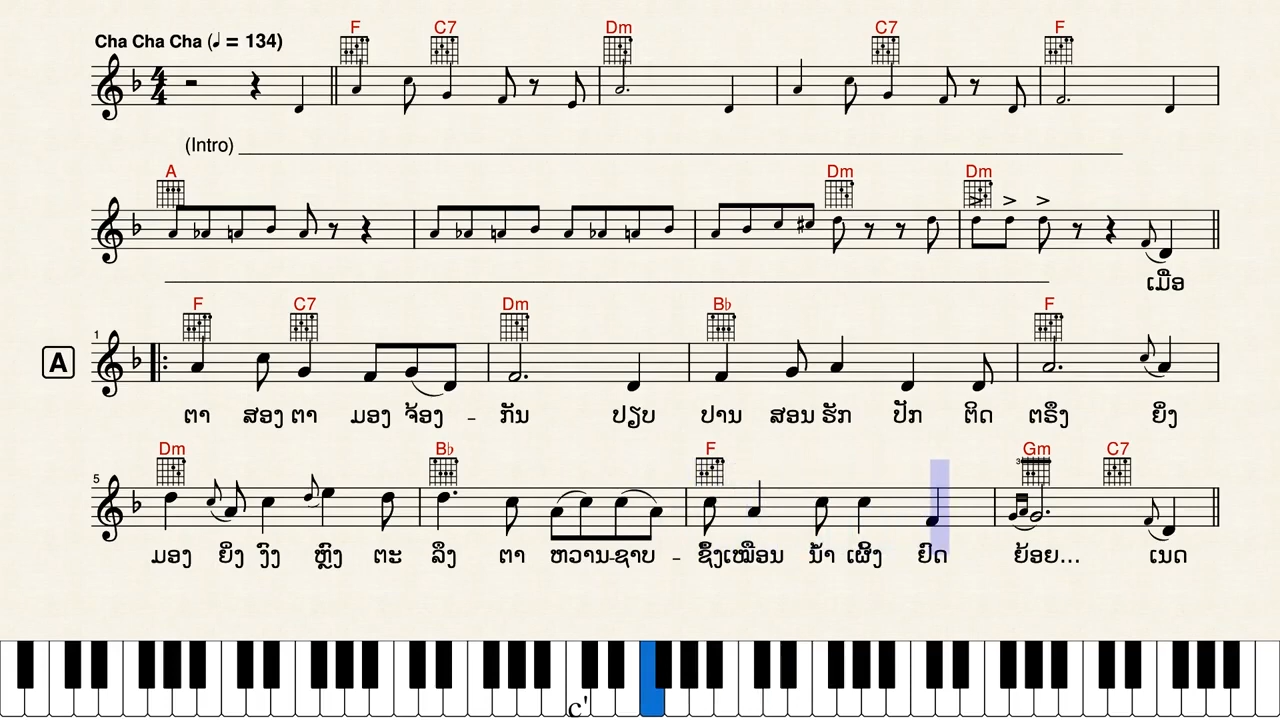 Cha Cha Cha (♩ = 134)
F C7 Dm C7 F
4 4
(Intro)
A Dm Dm
ເມື່ອ
F C7 Dm B♭ F
1
A
ຕາ ສອງ ຕາ ມອງ ຈ້ອງ - ກັນ ປຽບ ປານ ສອນ ຮັກ ປັກ ຕິດ ຕຣຶງ ຍິ່ງ
Dm B♭ F Gm C7
3
5
ມອງ ຍິ່ງ ງົງ ຫຼົງ ຕະ ລຶງ ຕາ ຫວານ-ຊາບ - ຊຶ້ງເໝືອນ ນ້ຳ ເຜິ້ງ ຢົດ ຍ້ອຍ... ເນດ
c'